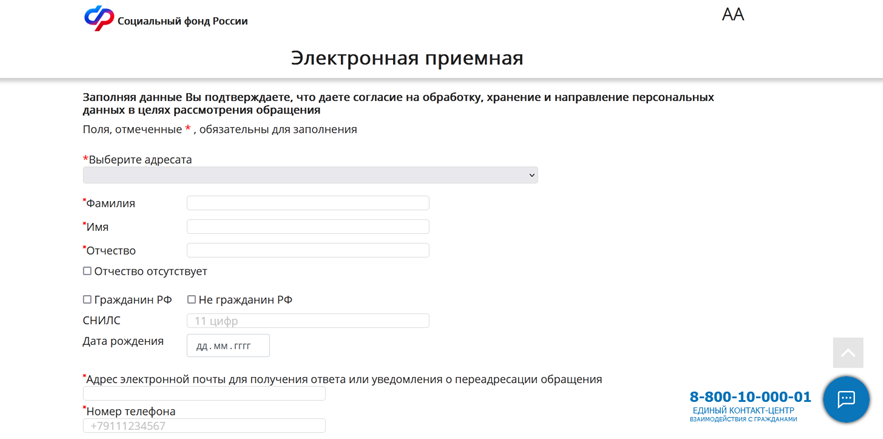 Социальный фонд России
АА
Электронная приемная
Заполняя данные Вы подтверждаете, что даете согласие на обработку, хранение и направление персональных
данных в целях рассмотрения обращения
Поля, отмеченные * , обязательны для заполнения
*Выберите адресата
*Фамилия
*Имя
*Отчество
Отчество отсутствует
Гражданин РФ Не гражданин РФ
СНИЛС 11 цифр
Дата рождения дд.мм.гггг
*Адрес электронной почты для получения ответа или уведомления о переадресации обращения
*Номер телефона
+79111234567
8-800-10-000-01
ЕДИНЫЙ КОНТАКТ-ЦЕНТР
ВЗАИМОДЕЙСТВИЯ С ГРАЖДАНАМИ